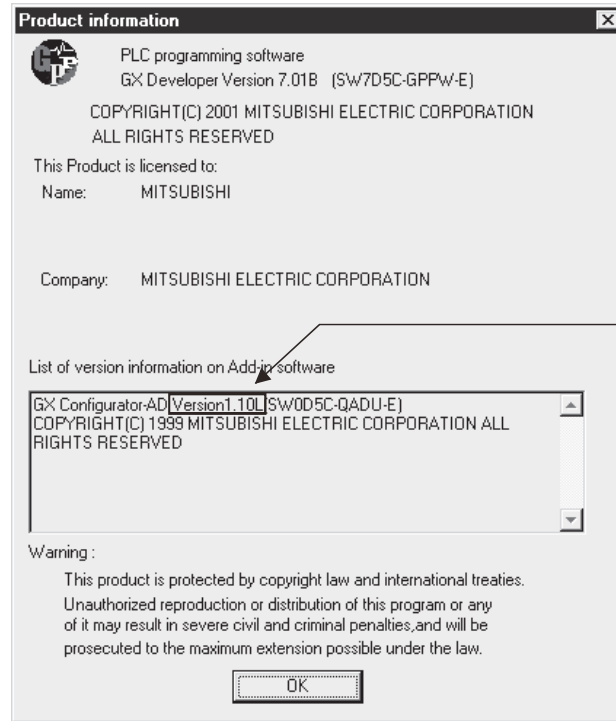 Product information
GPPW
PLC programming software
GX Developer Version 7.01B (SW7D5C-GPPW-E)
COPYRIGHT(C) 2001 MITSUBISHI ELECTRIC CORPORATION
ALL RIGHTS RESERVED
This Product is licensed to:
Name: MITSUBISHI
Company: MITSUBISHI ELECTRIC CORPORATION
List of version information on Add-in software
GX Configurator-AD Version1.10L(SW0D5C-QADU-E)
COPYRIGHT(C) 1999 MITSUBISHI ELECTRIC CORPORATION ALL
RIGHTS RESERVED
Warning :
This product is protected by copyright law and international treaties.
Unauthorized reproduction or distribution of this program or any
of it may result in severe civil and criminal penalties,and will be
prosecuted to the maximum extension possible under the law.
OK